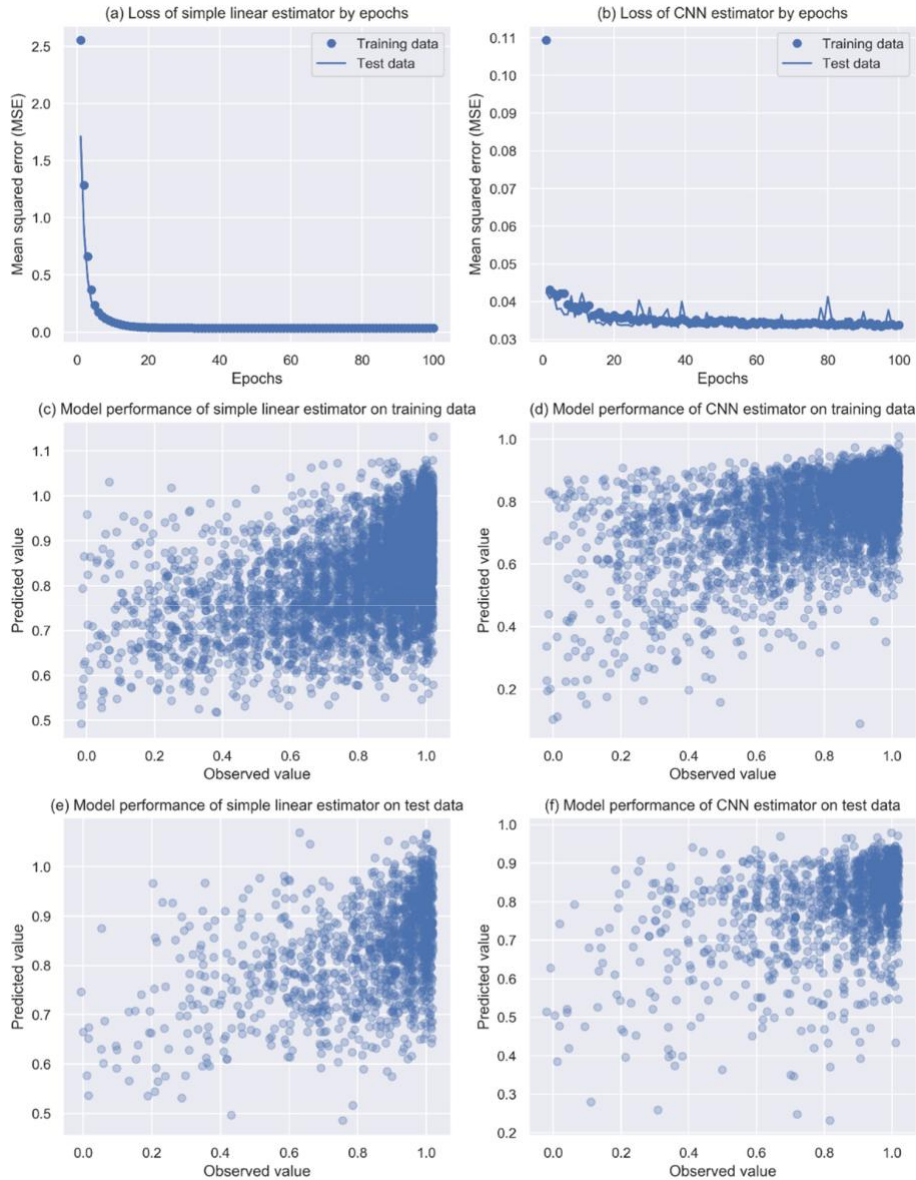 (a) Loss of simple linear estimator by epochs
2.5
2.0
1.5
1.0
0.5
0.0
Mean squared error (MSE)
Training data
Test data
0 20 40 60 80 100
Epochs
(b) Loss of CNN estimator by epochs
0.11
0.10
0.09
0.08
0.07
0.06
0.05
0.04
0.03
Mean squared error (MSE)
Training data
Test data
0 20 40 60 80 100
Epochs
(c) Model performance of simple linear estimator on training data
1.1
1.0
0.9
0.8
0.7
0.6
0.5
Predicted value
0.0 0.2 0.4 0.6 0.8 1.0
Observed value
(d) Model performance of CNN estimator on training data
1.0
0.8
0.6
0.4
0.2
Predicted value
0.0 0.2 0.4 0.6 0.8 1.0
Observed value
(e) Model performance of simple linear estimator on test data
1.0
0.9
0.8
0.7
0.6
0.5
Predicted value
0.0 0.2 0.4 0.6 0.8 1.0
Observed value
(f) Model performance of CNN estimator on test data
1.0
0.9
0.8
0.7
0.6
0.5
0.4
0.3
0.2
Predicted value
0.0 0.2 0.4 0.6 0.8 1.0
Observed value